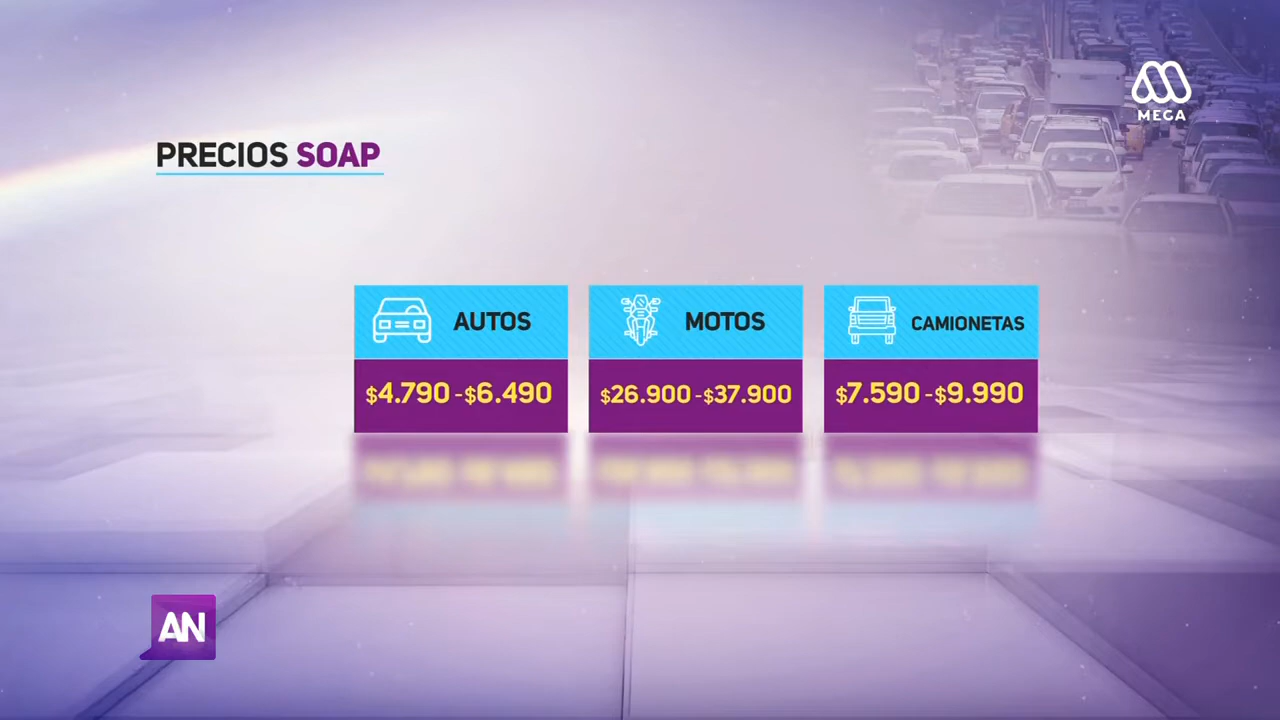 MEGA
PRECIOS SOAP
AUTOS
$4.790 - $6.490
MOTOS
$26.900 - $37.900
CAMIONETAS
$7.590 - $9.990
AN